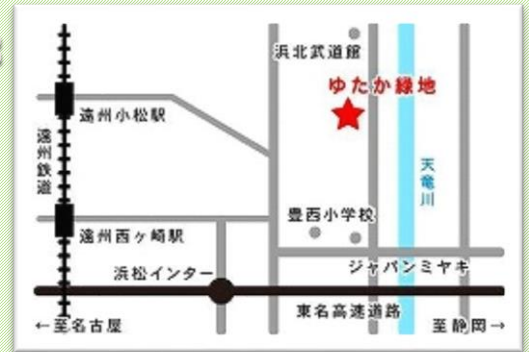 浜北武道館
ゆたか緑地
遠州小松駅
遠州鉄道
天竜川
豊西小学校
遠州西ヶ崎駅
浜松インター
ジャパンミヤキ
東名高速道路
←至名古屋
至静岡→